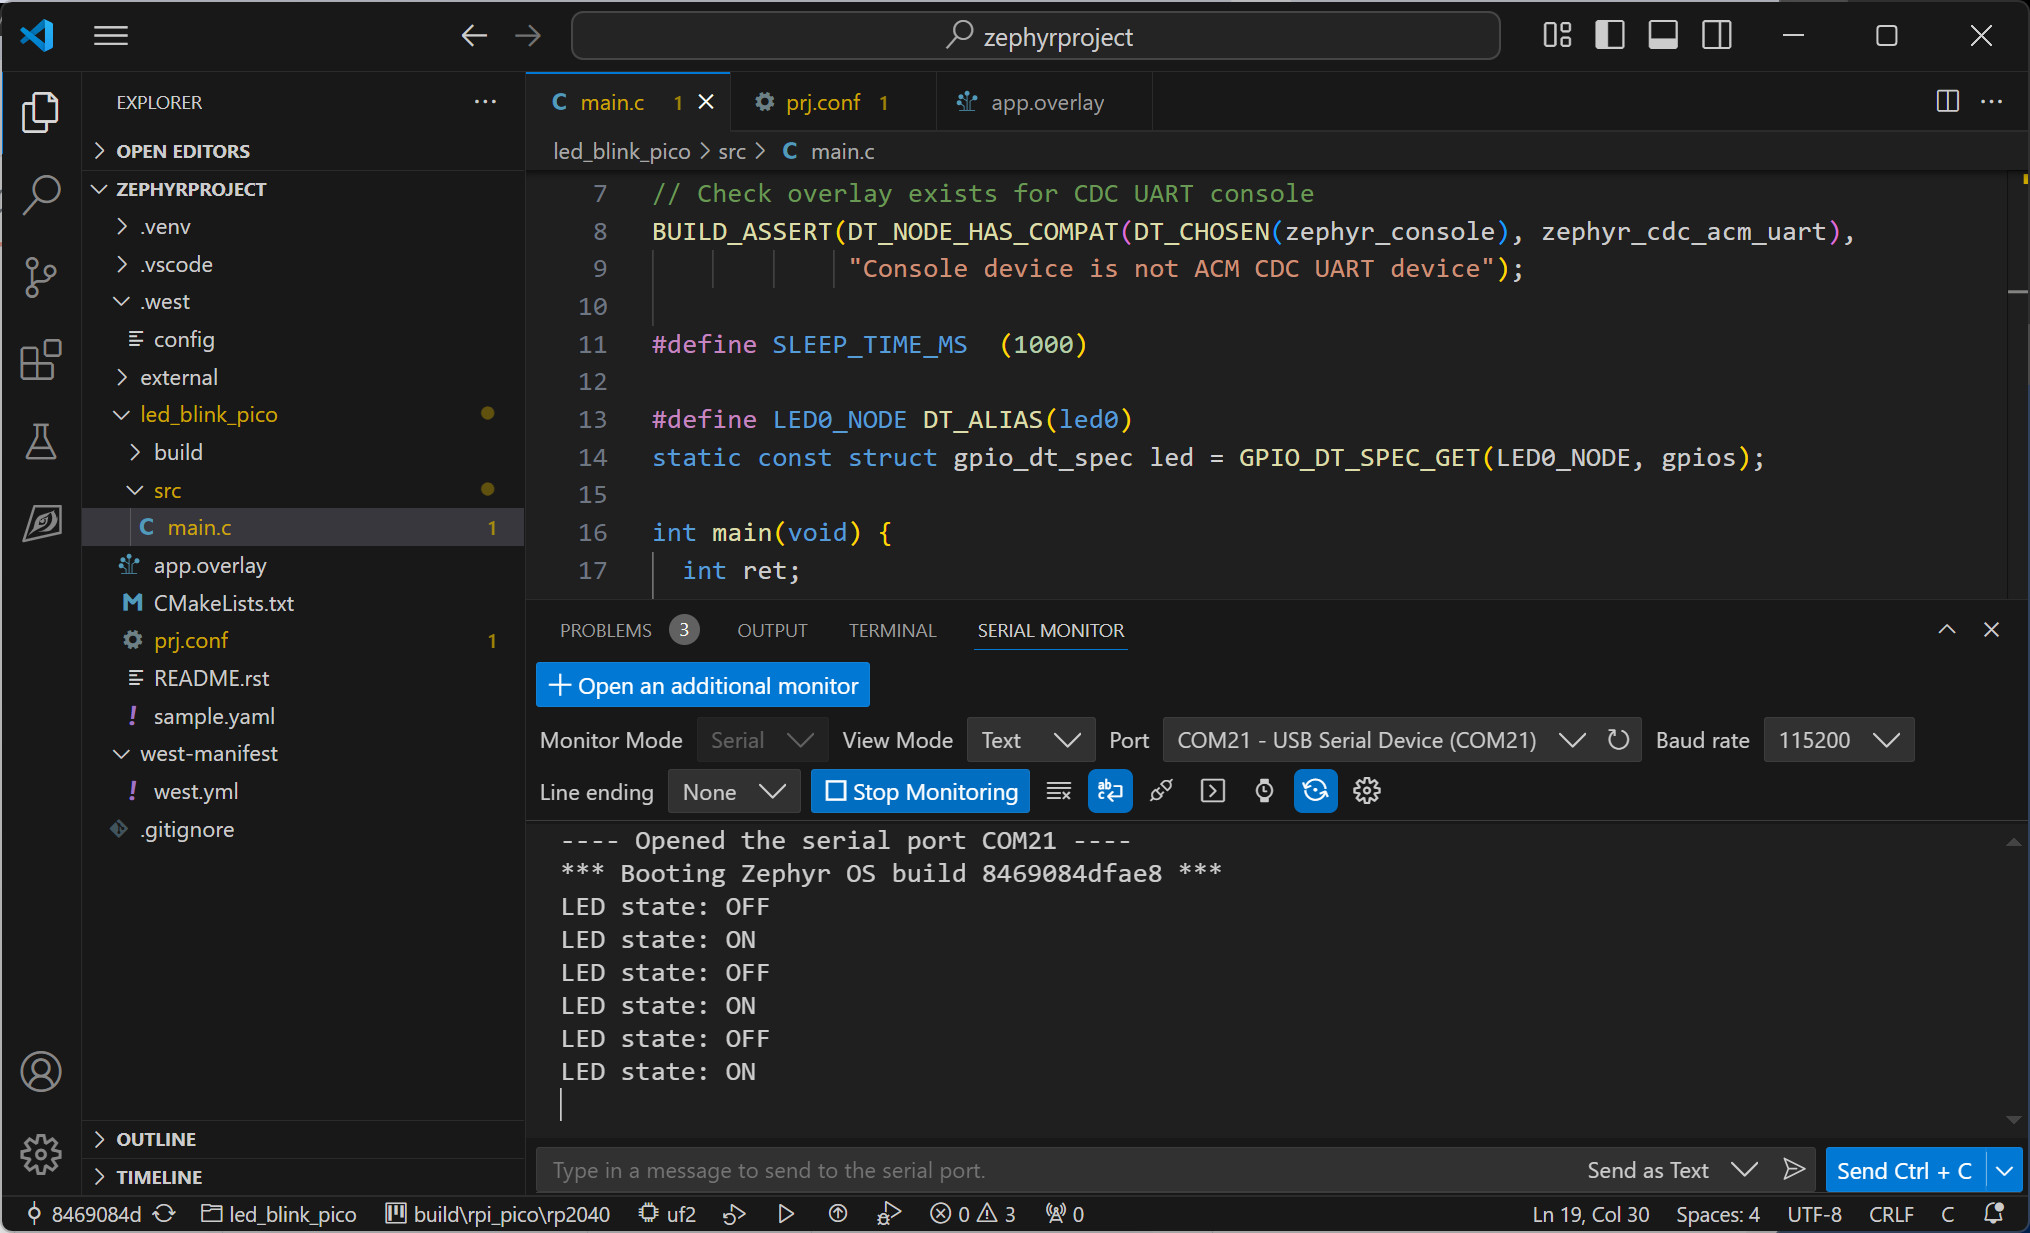 zephyrproject
EXPLORER
OPEN EDITORS
ZEPHYRPROJECT
.venv
.vscode
.west
config
external
led_blink_pico
build
src
C main.c 1
app.overlay
M CMakeLists.txt
prj.conf 1
README.rst
! sample.yaml
west-manifest
! west.yml
.gitignore
OUTLINE
TIMELINE
C main.c 1 prj.conf 1 app.overlay
led_blink_pico > src > C main.c
7 // Check overlay exists for CDC UART console
8 BUILD_ASSERT(DT_NODE_HAS_COMPAT(DT_CHOSEN(zephyr_console), zephyr_cdc_acm_uart),
9 "Console device is not ACM CDC UART device");
10
11 #define SLEEP_TIME_MS (1000)
12
13 #define LED0_NODE DT_ALIAS(led0)
14 static const struct gpio_dt_spec led = GPIO_DT_SPEC_GET(LED0_NODE, gpios);
15
16 int main(void) {
17 int ret;
PROBLEMS 3 OUTPUT TERMINAL SERIAL MONITOR
+ Open an additional monitor
Monitor Mode Serial View Mode Text Port COM21 - USB Serial Device (COM21) Baud rate 115200
Line ending None Stop Monitoring
---- Opened the serial port COM21 ----
*** Booting Zephyr OS build 8469084dfae8 ***
LED state: OFF
LED state: ON
LED state: OFF
LED state: ON
LED state: OFF
LED state: ON
Type in a message to send to the serial port. Send as Text Send Ctrl + C
8469084d led_blink_pico build\rpi_pico\rp2040 uf2 0 3 0 Ln 19, Col 30 Spaces: 4 UTF-8 CRLF C